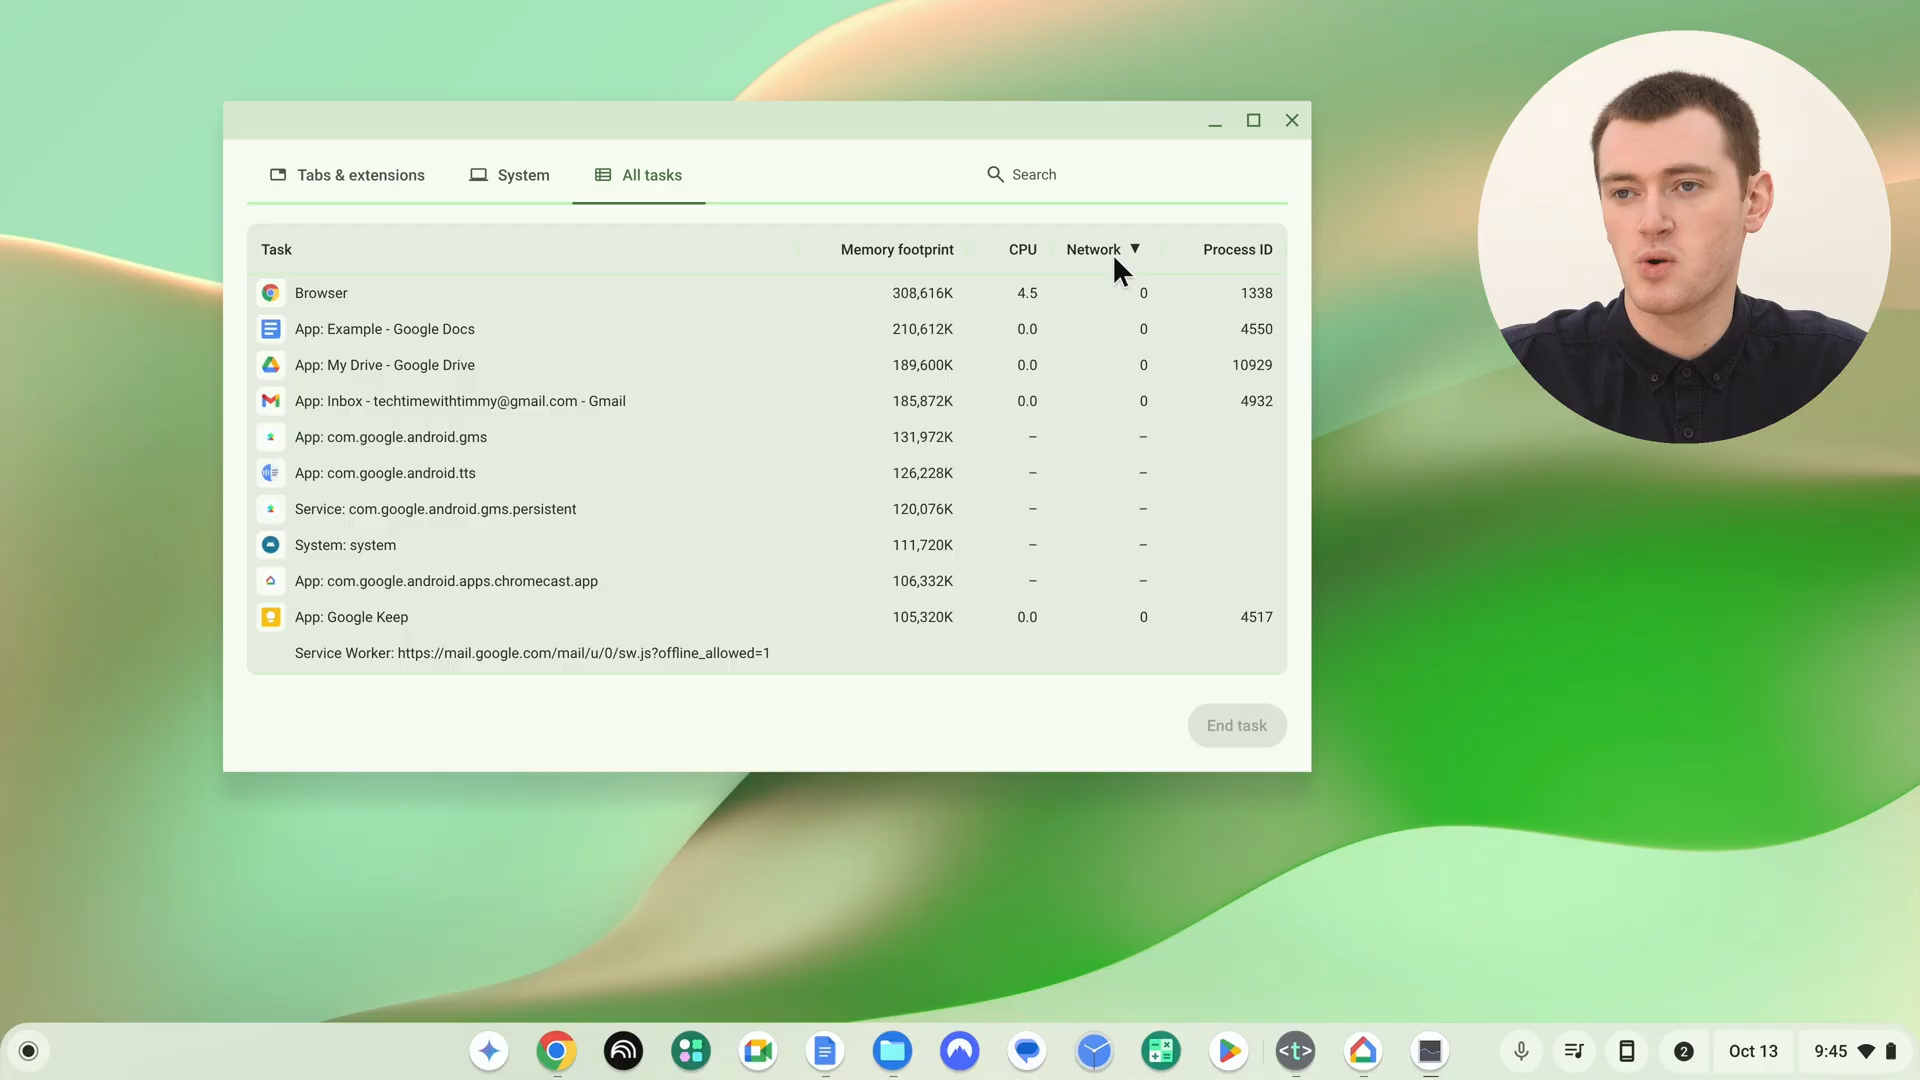 Tabs & extensions System All tasks Search
Task Memory footprint CPU Network ▼ Process ID
Browser 308,616K 4.5 0 1338
App: Example - Google Docs 210,612K 0.0 0 4550
App: My Drive - Google Drive 189,600K 0.0 0 10929
App: Inbox - techtimewithtimmy@gmail.com - Gmail 185,872K 0.0 0 4932
App: com.google.android.gms 131,972K – –
App: com.google.android.tts 126,228K – –
Service: com.google.android.gms.persistent 120,076K – –
System: system 111,720K – –
App: com.google.android.apps.chromecast.app 106,332K – –
App: Google Keep 105,320K 0.0 0 4517
Service Worker: https://mail.google.com/mail/u/0/sw.js?offline_allowed=1
End task
<t> 2 Oct 13 9:45